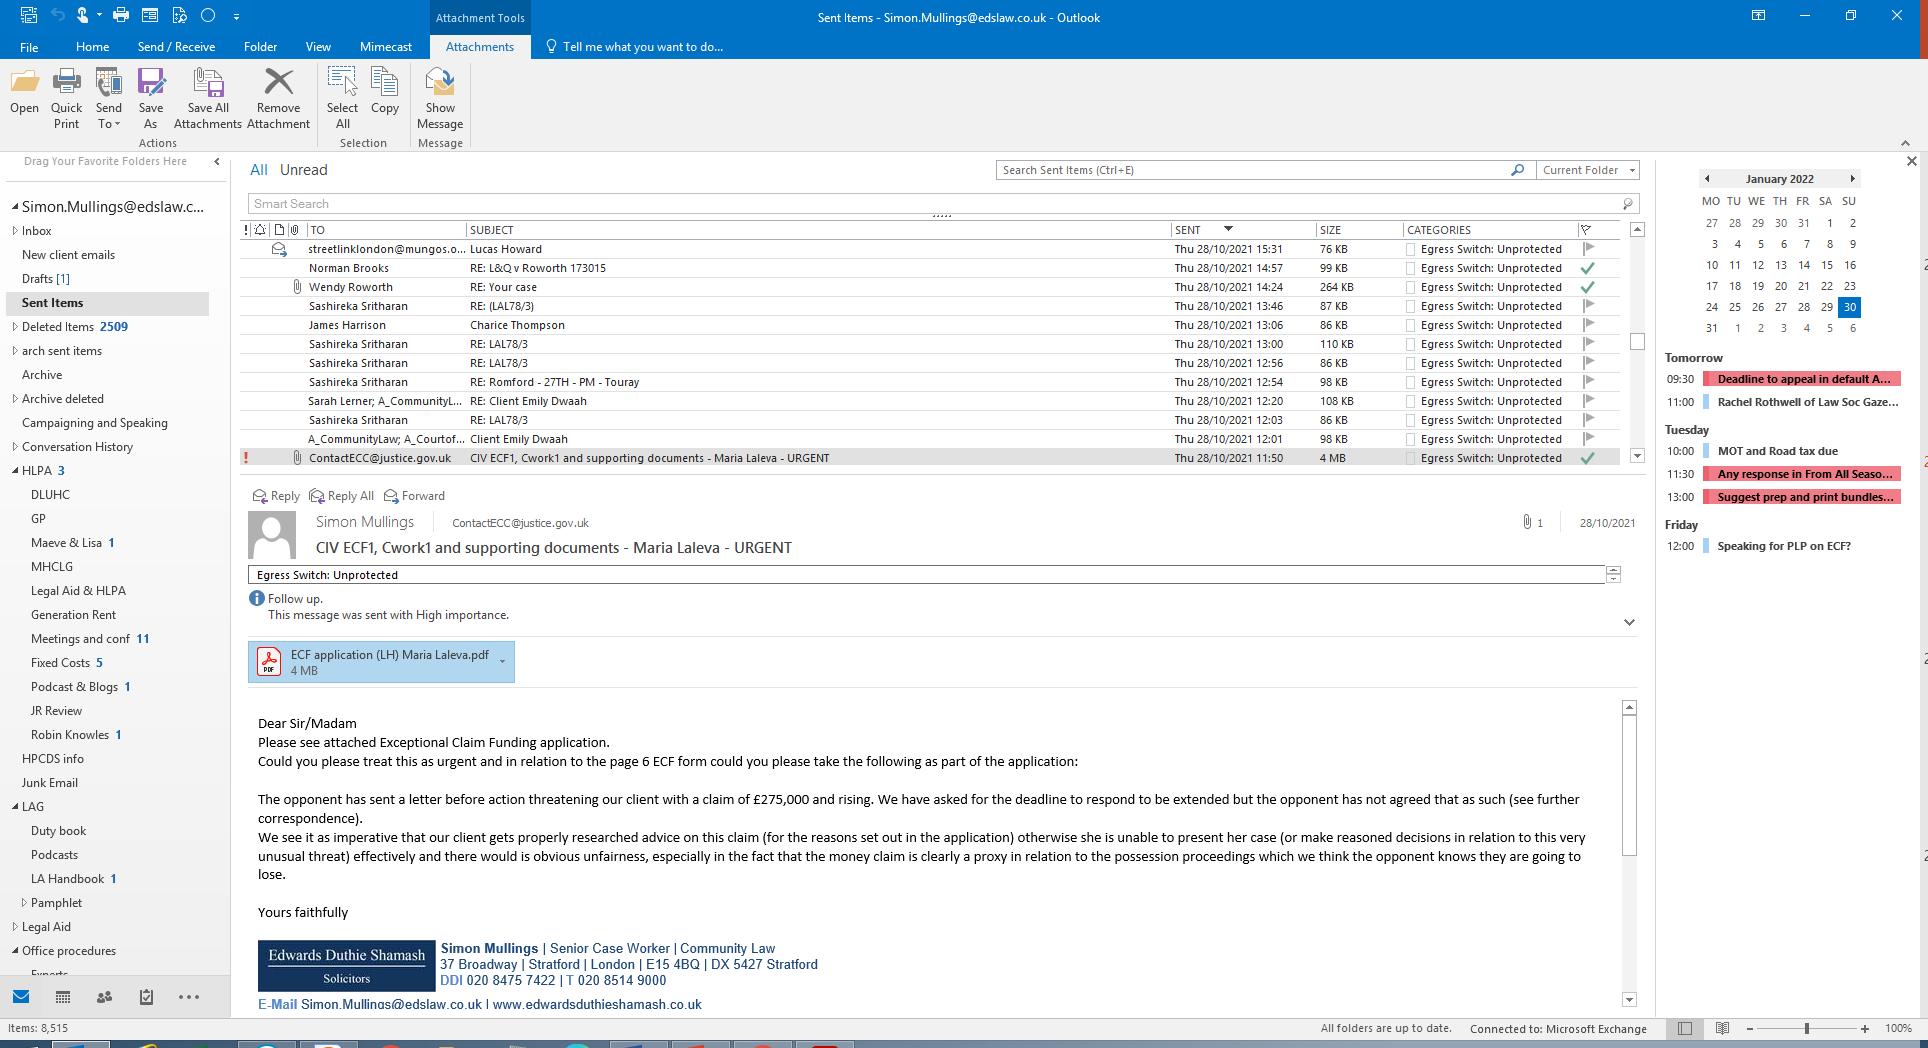 Attachment Tools
Sent Items - Simon.Mullings@edslaw.co.uk - Outlook
File Home Send / Receive Folder View Mimecast Attachments Tell me what you want to do...
Open Quick Print Send To Save As Save All Attachments Remove Attachment Select All Copy Show Message
Actions Selection Message
Drag Your Favorite Folders Here
Simon.Mullings@edslaw.c...
Inbox
New client emails
Drafts [1]
Sent Items
Deleted Items 2509
arch sent items
Archive
Archive deleted
Campaigning and Speaking
Conversation History
HLPA 3
DLUHC
GP
Maeve & Lisa 1
MHCLG
Legal Aid & HLPA
Generation Rent
Meetings and conf 11
Fixed Costs 5
Podcast & Blogs 1
JR Review
Robin Knowles 1
HPCDS info
Junk Email
LAG
Duty book
Podcasts
LA Handbook 1
Pamphlet
Legal Aid
Office procedures
Experts
All Unread
Search Sent Items (Ctrl+E) Current Folder
Smart Search
! TO SUBJECT SENT SIZE CATEGORIES
streetlinklondon@mungos.o... Lucas Howard Thu 28/10/2021 15:31 76 KB Egress Switch: Unprotected
Norman Brooks RE: L&Q v Roworth 173015 Thu 28/10/2021 14:57 99 KB Egress Switch: Unprotected
Wendy Roworth RE: Your case Thu 28/10/2021 14:24 264 KB Egress Switch: Unprotected
Sashireka Sritharan RE: (LAL78/3) Thu 28/10/2021 13:46 87 KB Egress Switch: Unprotected
James Harrison Charice Thompson Thu 28/10/2021 13:06 86 KB Egress Switch: Unprotected
Sashireka Sritharan RE: LAL78/3 Thu 28/10/2021 13:00 110 KB Egress Switch: Unprotected
Sashireka Sritharan RE: LAL78/3 Thu 28/10/2021 12:56 86 KB Egress Switch: Unprotected
Sashireka Sritharan RE: Romford - 27TH - PM - Touray Thu 28/10/2021 12:54 98 KB Egress Switch: Unprotected
Sarah Lerner; A_CommunityL... RE: Client Emily Dwaah Thu 28/10/2021 12:20 108 KB Egress Switch: Unprotected
Sashireka Sritharan RE: LAL78/3 Thu 28/10/2021 12:03 86 KB Egress Switch: Unprotected
A_CommunityLaw; A_Courtof... Client Emily Dwaah Thu 28/10/2021 12:01 98 KB Egress Switch: Unprotected
! ContactECC@justice.gov.uk CIV ECF1, Cwork1 and supporting documents - Maria Laleva - URGENT Thu 28/10/2021 11:50 4 MB Egress Switch: Unprotected
Reply Reply All Forward
Simon Mullings ContactECC@justice.gov.uk 1 28/10/2021
CIV ECF1, Cwork1 and supporting documents - Maria Laleva - URGENT
Egress Switch: Unprotected
Follow up.
This message was sent with High importance.
PDF ECF application (LH) Maria Laleva.pdf
4 MB
Dear Sir/Madam
Please see attached Exceptional Claim Funding application.
Could you please treat this as urgent and in relation to the page 6 ECF form could you please take the following as part of the application:
The opponent has sent a letter before action threatening our client with a claim of £275,000 and rising. We have asked for the deadline to respond to be extended but the opponent has not agreed that as such (see further
correspondence).
We see it as imperative that our client gets properly researched advice on this claim (for the reasons set out in the application) otherwise she is unable to present her case (or make reasoned decisions in relation to this very
unusual threat) effectively and there would is obvious unfairness, especially in the fact that the money claim is clearly a proxy in relation to the possession proceedings which we think the opponent knows they are going to
lose.
Yours faithfully
Edwards Duthie Shamash
Solicitors
Simon Mullings | Senior Case Worker | Community Law
37 Broadway | Stratford | London | E15 4BQ | DX 5427 Stratford
DDI 020 8475 7422 | T 020 8514 9000
E-Mail Simon.Mullings@edslaw.co.uk | www.edwardsduthieshamash.co.uk
January 2022
MO TU WE TH FR SA SU
27 28 29 30 31 1 2
3 4 5 6 7 8 9
10 11 12 13 14 15 16
17 18 19 20 21 22 23
24 25 26 27 28 29 30
31 1 2 3 4 5 6
Tomorrow
09:30 Deadline to appeal in default A...
11:00 Rachel Rothwell of Law Soc Gaze...
Tuesday
10:00 MOT and Road tax due
11:30 Any response in From All Seaso...
13:00 Suggest prep and print bundles...
Friday
12:00 Speaking for PLP on ECF?
Items: 8,515 All folders are up to date. Connected to: Microsoft Exchange 100%